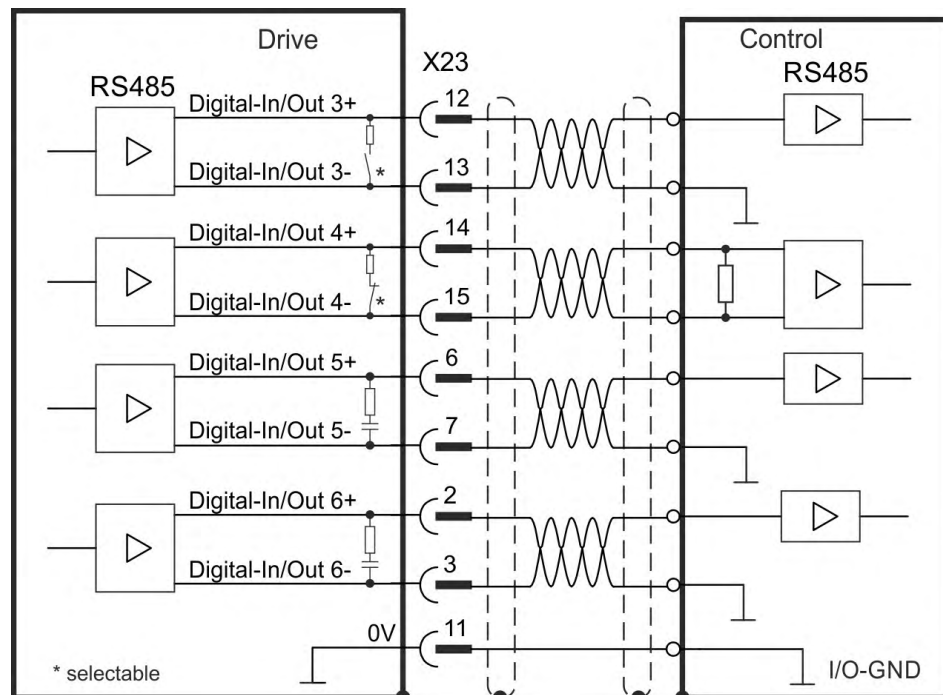 Drive
X23
Control
RS485
RS485
Digital-In/Out 3+
12
Digital-In/Out 3-
*
13
Digital-In/Out 4+
14
Digital-In/Out 4-
*
15
Digital-In/Out 5+
6
Digital-In/Out 5-
7
Digital-In/Out 6+
2
Digital-In/Out 6-
3
0V
11
* selectable
I/O-GND